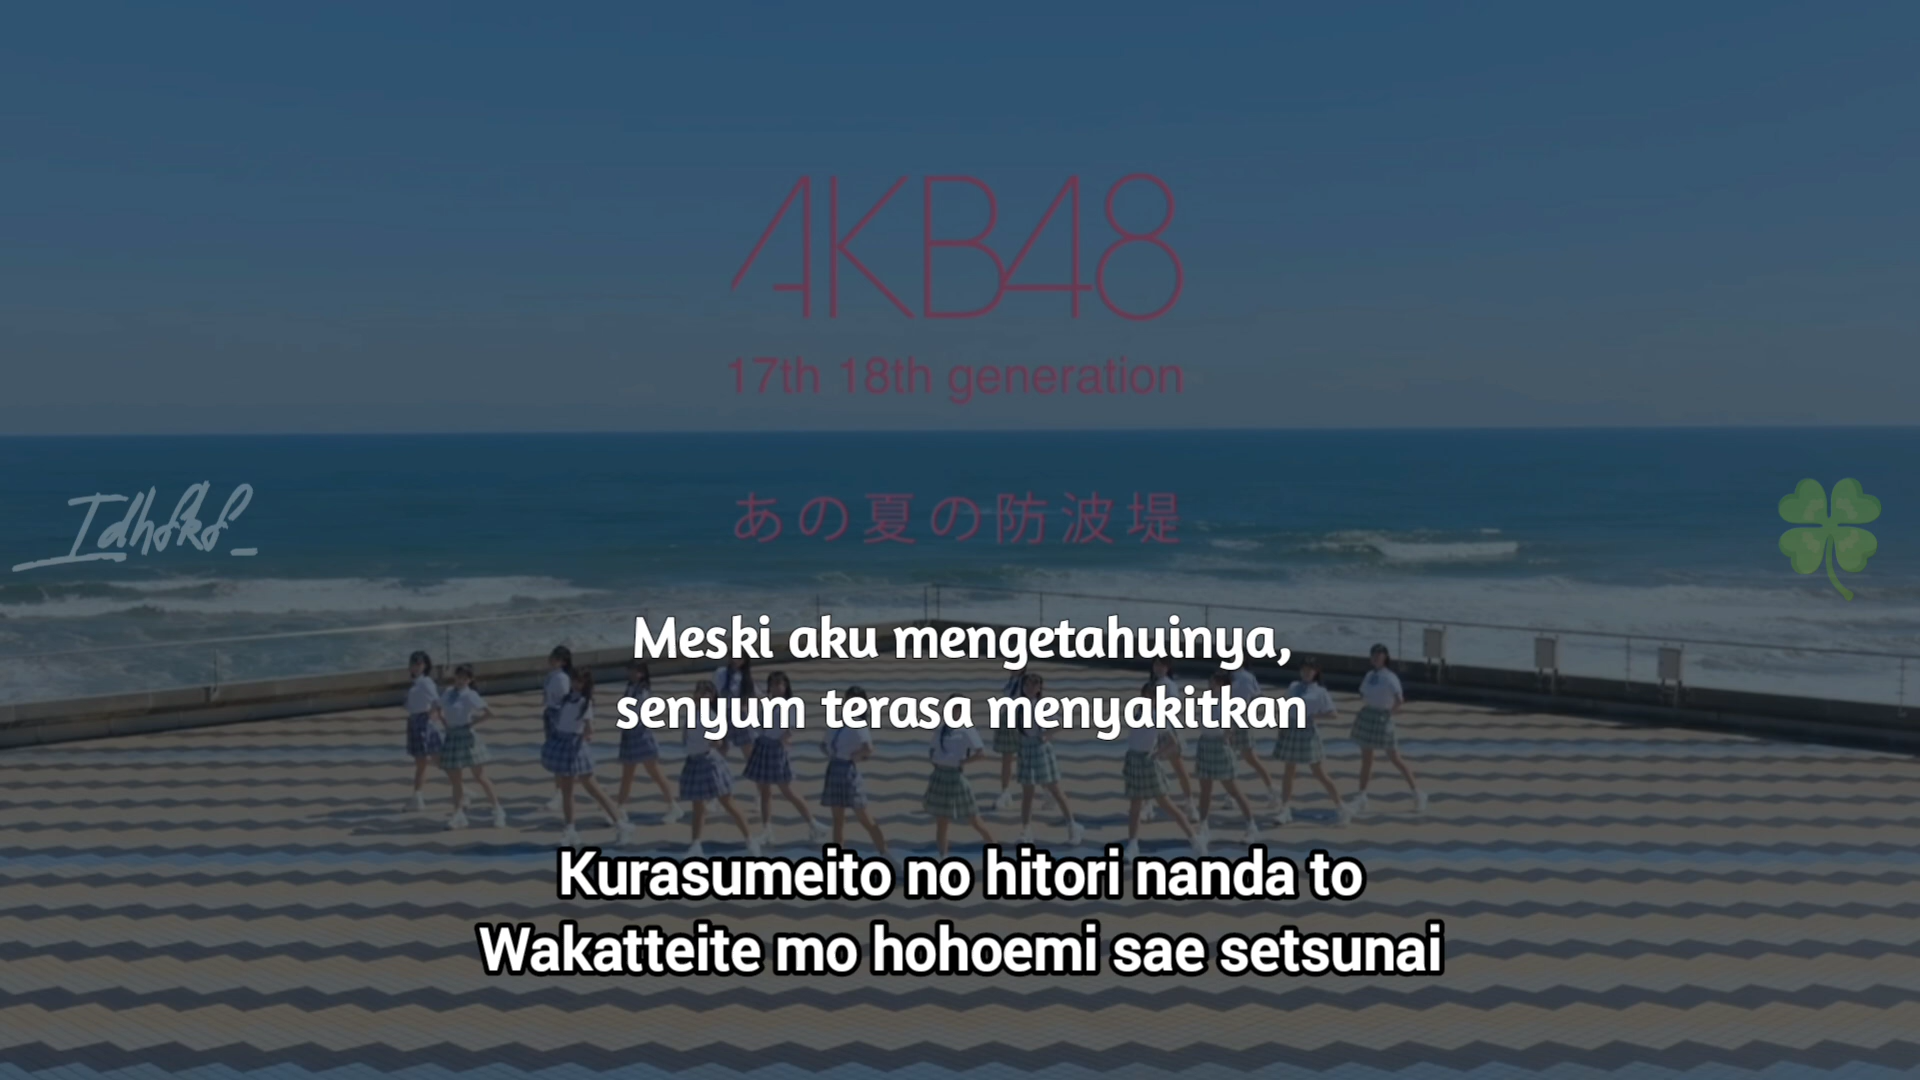 AKB48
17th 18th generation
あの夏の防波堤
Idhoko_
Meski aku mengetahuinya,
senyum terasa menyakitkan
Kurasumeito no hitori nanda to
Wakatteite mo hohoemi sae setsunai